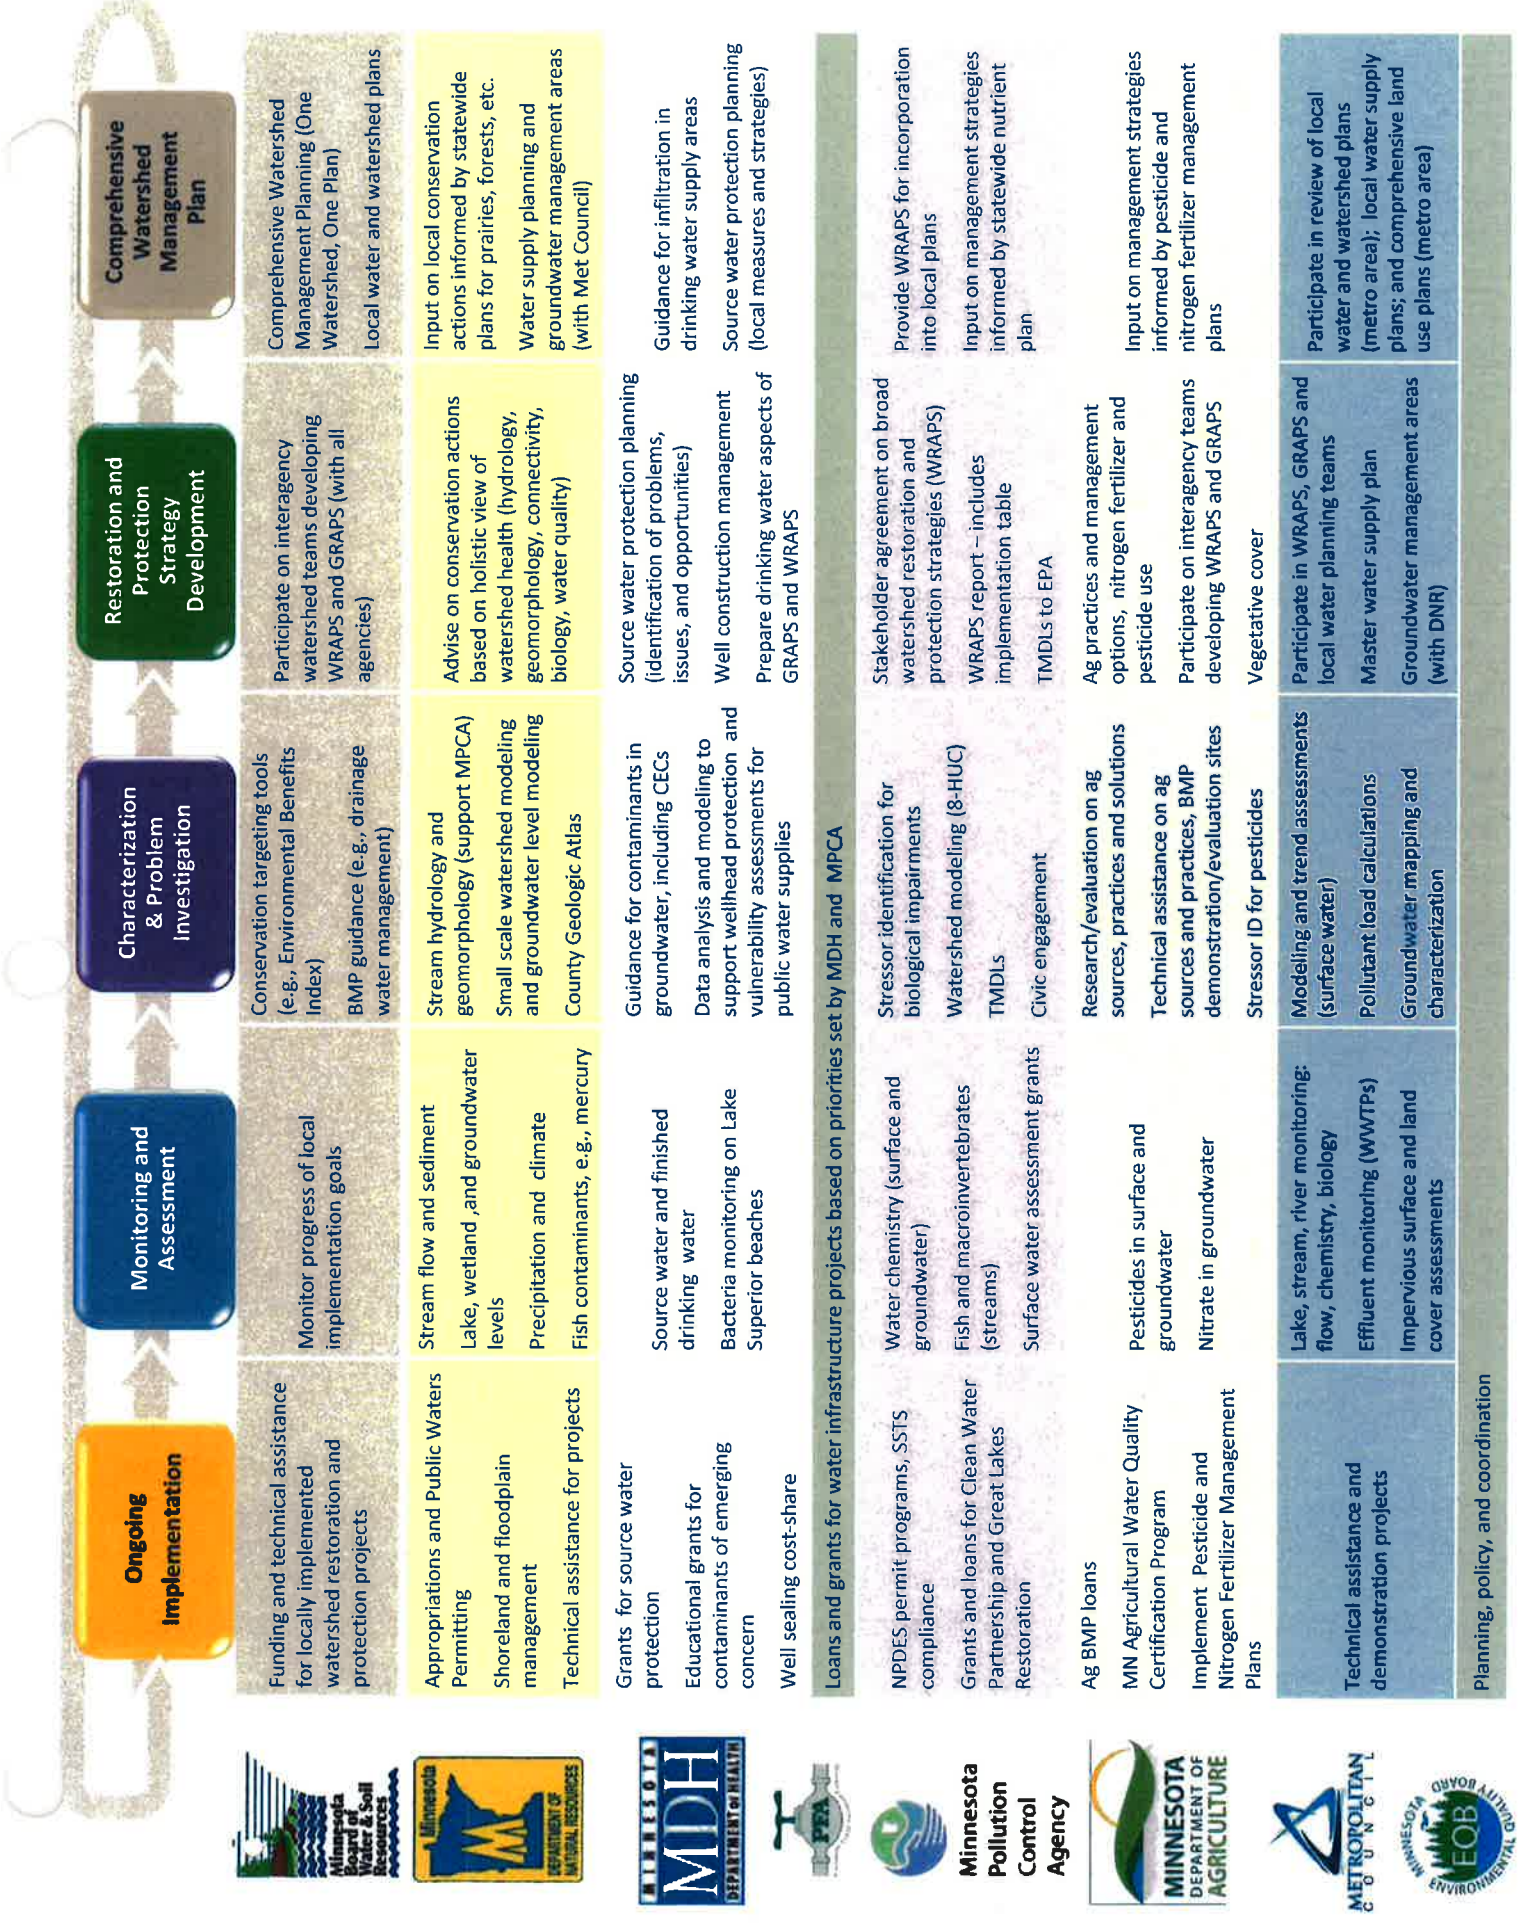 Ongoing
Implementation
Monitoring and
Assessment
Characterization
& Problem
Investigation
Restoration and
Protection
Strategy
Development
Comprehensive
Watershed
Management
Plan
Minnesota
Board of
Water & Soil
Resources
Funding and technical assistance
for locally implemented
watershed restoration and
protection projects
Monitor progress of local
implementation goals
Conservation targeting tools
(e.g., Environmental Benefits
Index)
BMP guidance (e.g., drainage
water management)
Participate on interagency
watershed teams developing
WRAPS and GRAPS (with all
agencies)
Comprehensive Watershed
Management Planning (One
Watershed, One Plan)
Local water and watershed plans
Minnesota
DEPARTMENT OF
NATURAL RESOURCES
Appropriations and Public Waters
Permitting
Shoreland and floodplain
management
Technical assistance for projects
Stream flow and sediment
Lake, wetland ,and groundwater
levels
Precipitation and climate
Fish contaminants, e.g., mercury
Stream hydrology and
geomorphology (support MPCA)
Small scale watershed modeling
and groundwater level modeling
County Geologic Atlas
Advise on conservation actions
based on holistic view of
watershed health (hydrology,
geomorphology, connectivity,
biology, water quality)
Input on local conservation
actions informed by statewide
plans for prairies, forests, etc.
Water supply planning and
groundwater management areas
(with Met Council)
MINNESOTA
MDH
DEPARTMENT OF HEALTH
Grants for source water
protection
Educational grants for
contaminants of emerging
concern
Well sealing cost-share
Source water and finished
drinking water
Bacteria monitoring on Lake
Superior beaches
Guidance for contaminants in
groundwater, including CECs
Data analysis and modeling to
support wellhead protection and
vulnerability assessments for
public water supplies
Source water protection planning
(identification of problems,
issues, and opportunities)
Well construction management
Prepare drinking water aspects of
GRAPS and WRAPS
Guidance for infiltration in
drinking water supply areas
Source water protection planning
(local measures and strategies)
PFA
Loans and grants for water infrastructure projects based on priorities set by MDH and MPCA
Minnesota
Pollution
Control
Agency
NPDES permit programs, SSTS
compliance
Grants and loans for Clean Water
Partnership and Great Lakes
Restoration
Water chemistry (surface and
groundwater)
Fish and macroinvertebrates
(streams)
Surface water assessment grants
Stressor identification for
biological impairments
Watershed modeling (8-HUC)
TMDLs
Civic engagement
Stakeholder agreement on broad
watershed restoration and
protection strategies (WRAPS)
WRAPS report – includes
implementation table
TMDLs to EPA
Provide WRAPS for incorporation
into local plans
Input on management strategies
informed by statewide nutrient
plan
MINNESOTA
DEPARTMENT OF
AGRICULTURE
Ag BMP loans
MN Agricultural Water Quality
Certification Program
Implement Pesticide and
Nitrogen Fertilizer Management
Plans
Pesticides in surface and
groundwater
Nitrate in groundwater
Research/evaluation on ag
sources, practices and solutions
Technical assistance on ag
sources and practices, BMP
demonstration/evaluation sites
Stressor ID for pesticides
Ag practices and management
options, nitrogen fertilizer and
pesticide use
Participate on interagency teams
developing WRAPS and GRAPS
Vegetative cover
Input on management strategies
informed by pesticide and
nitrogen fertilizer management
plans
METROPOLITAN
COUNCIL
Technical assistance and
demonstration projects
Lake, stream, river monitoring:
flow, chemistry, biology
Effluent monitoring (WWTPs)
Impervious surface and land
cover assessments
Modeling and trend assessments
(surface water)
Pollutant load calculations
Groundwater mapping and
characterization
Participate in WRAPS, GRAPS and
local water planning teams
Master water supply plan
Groundwater management areas
(with DNR)
Participate in review of local
water and watershed plans
(metro area); local water supply
plans; and comprehensive land
use plans (metro area)
MINNESOTA
EQB
ENVIRONMENTAL QUALITY BOARD
Planning, policy, and coordination